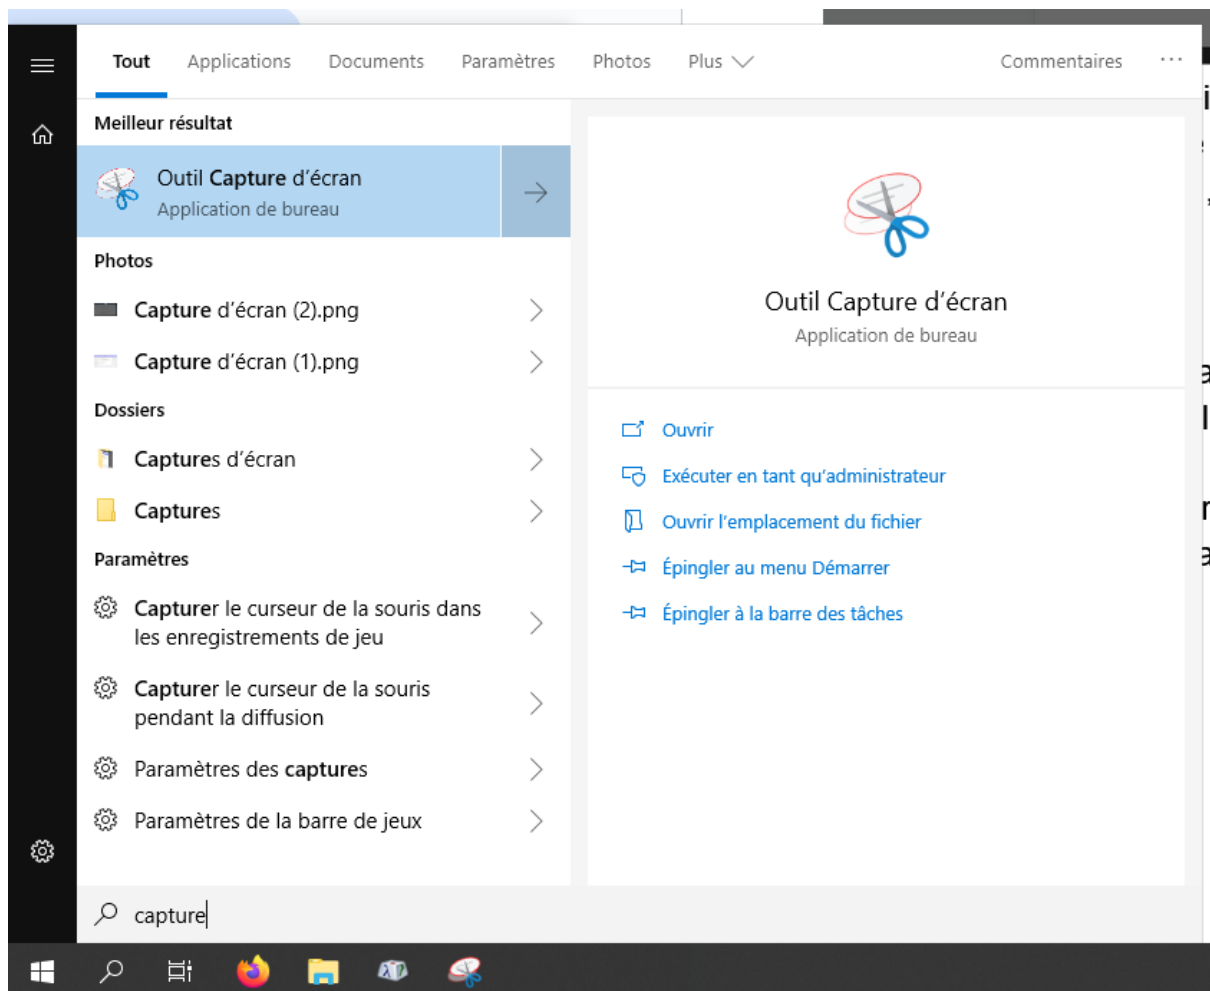 Tout Applications Documents Paramètres Photos Plus Commentaires ...
Meilleur résultat
Outil Capture d'écran
Application de bureau
Photos
Capture d'écran (2).png
Capture d'écran (1).png
Dossiers
Captures d'écran
Captures
Paramètres
Capturer le curseur de la souris dans
les enregistrements de jeu
Capturer le curseur de la souris
pendant la diffusion
Paramètres des captures
Paramètres de la barre de jeux
capture
Outil Capture d'écran
Application de bureau
Ouvrir
Exécuter en tant qu'administrateur
Ouvrir l'emplacement du fichier
Épingler au menu Démarrer
Épingler à la barre des tâches